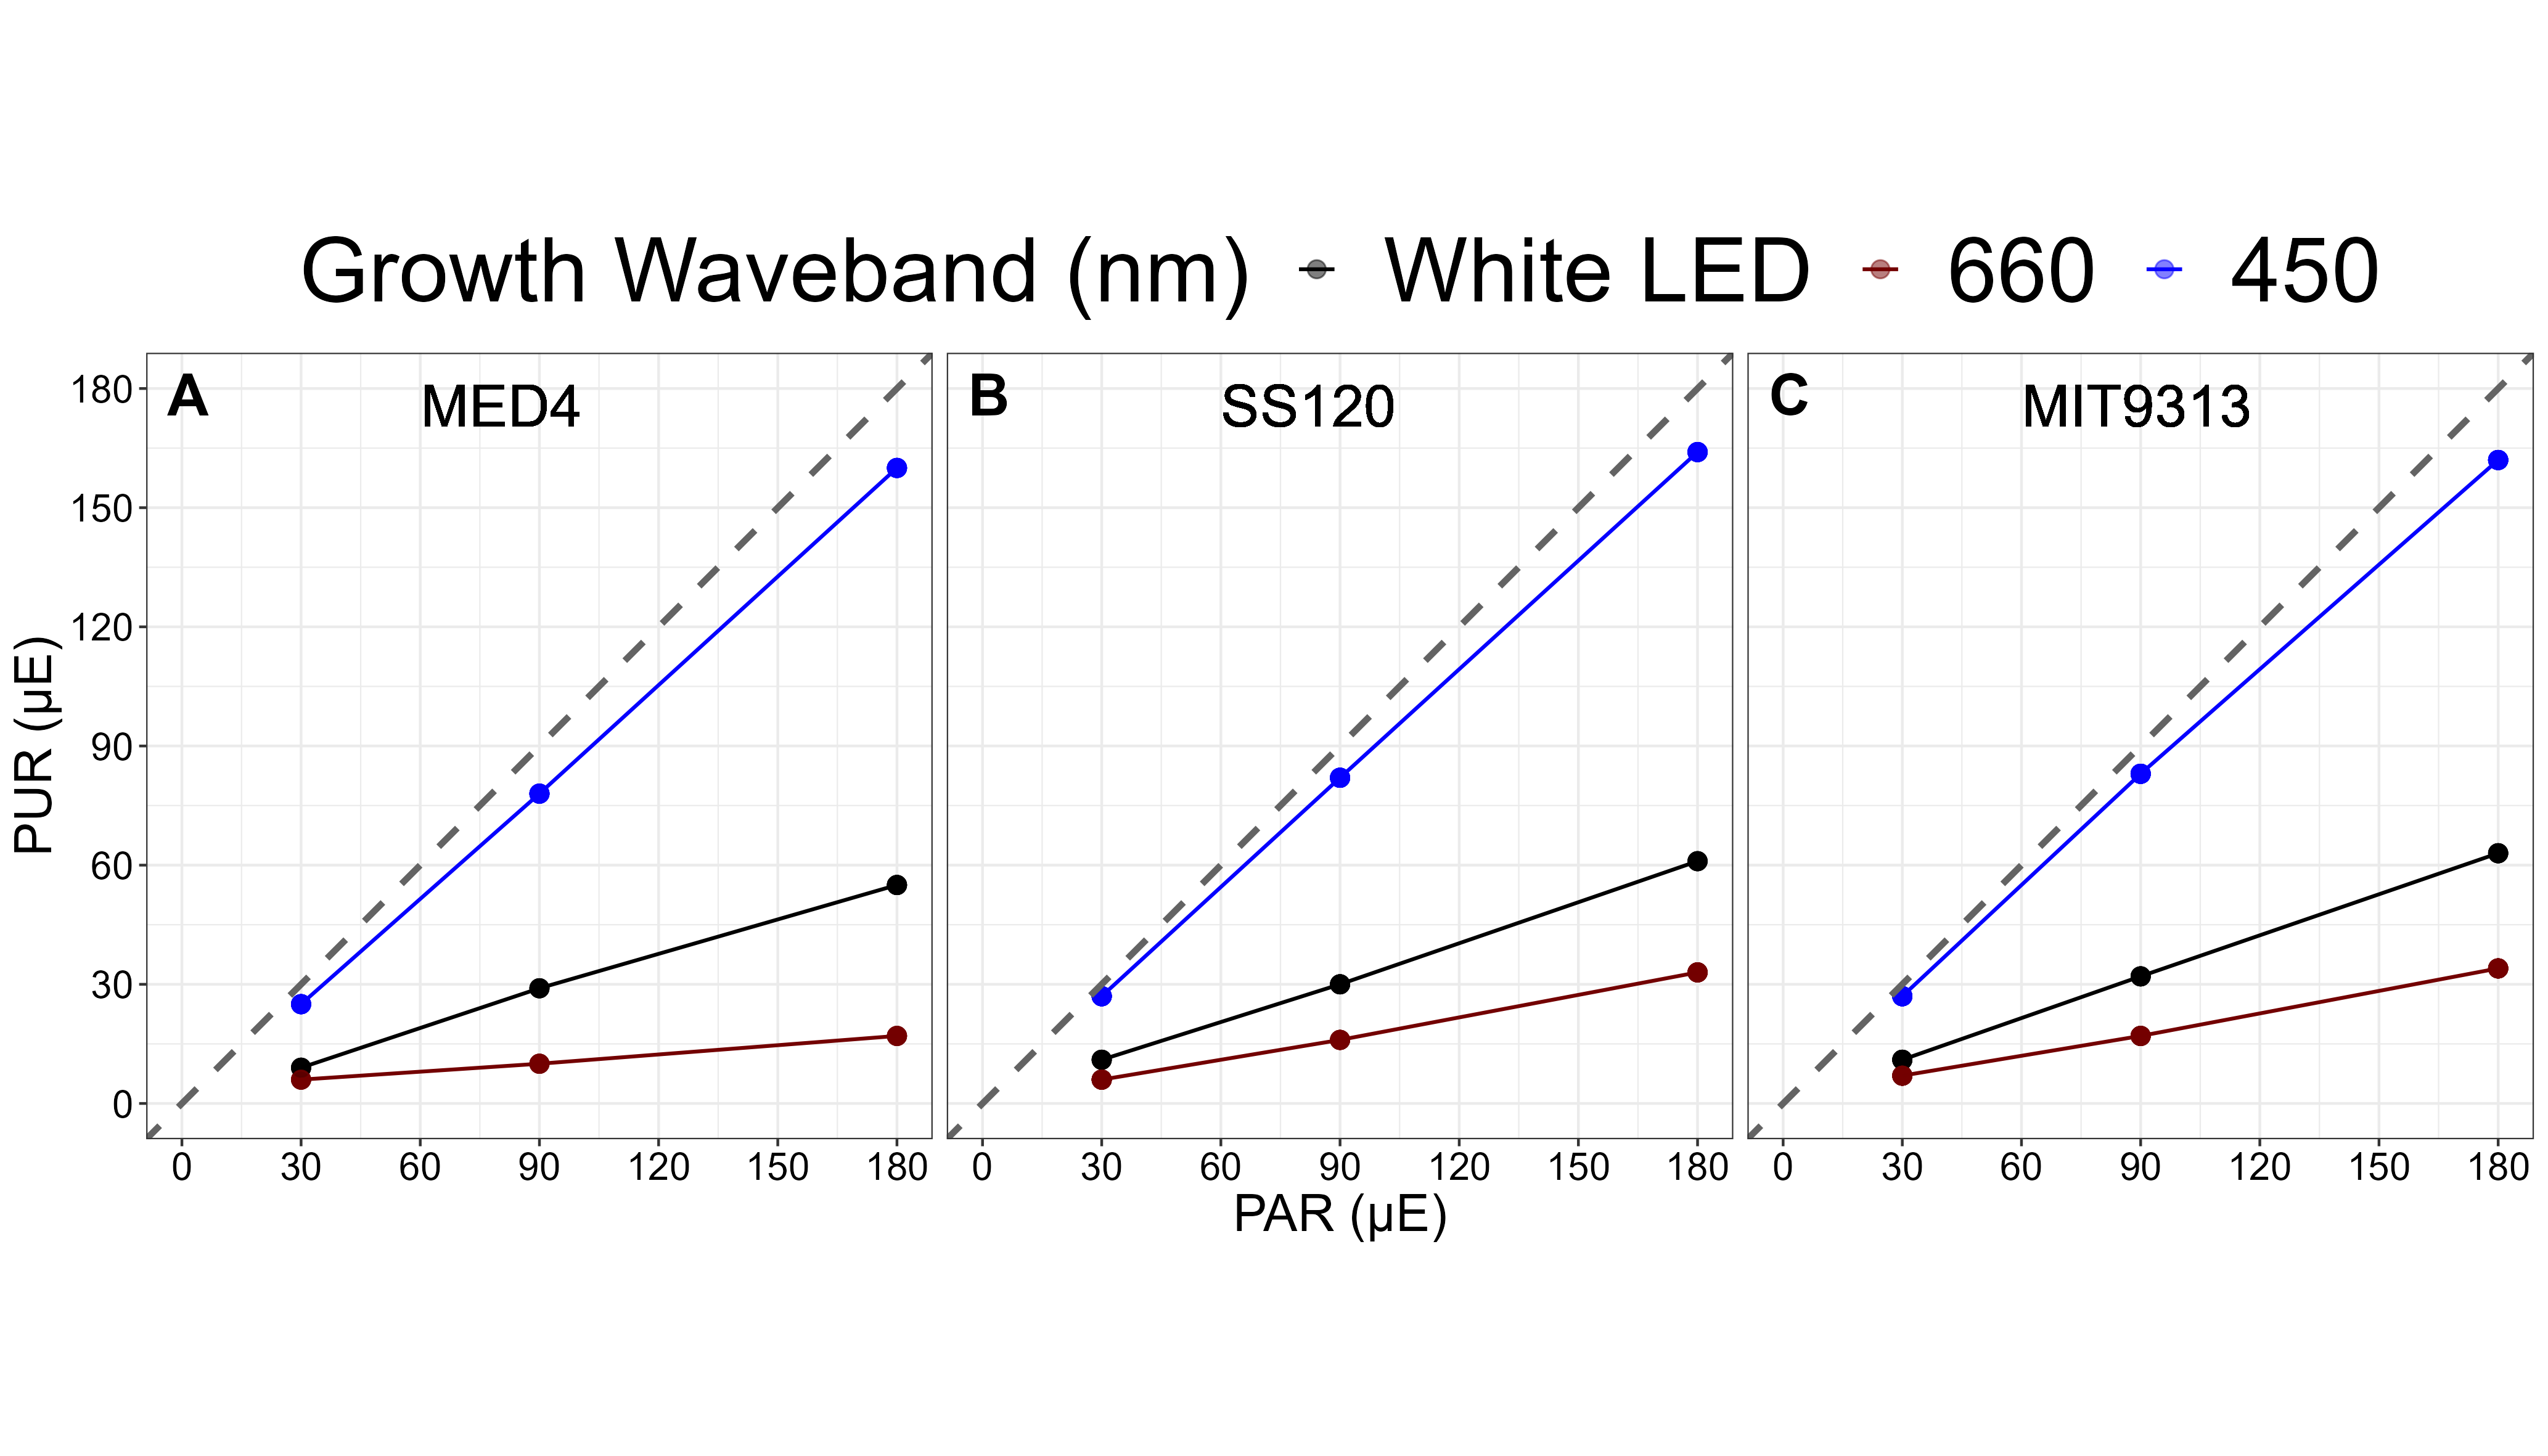 Growth Waveband (nm) White LED 660 450
A MED4
B SS120
C MIT9313
PUR (µE)
180
150
120
90
60
30
0
0 30 60 90 120 150 180
0 30 60 90 120 150 180
0 30 60 90 120 150 180
PAR (µE)